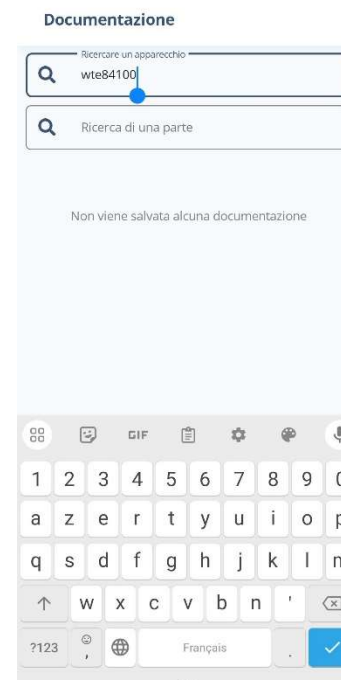 Documentazione
Ricercare un apparecchio
wte84100
Ricerca di una parte
Non viene salvata alcuna documentazione
GIF
1 2 3 4 5 6 7 8 9 0
a z e r t y u i o p
q s d f g h j k l m
w x c v b n '
?123 , Français .